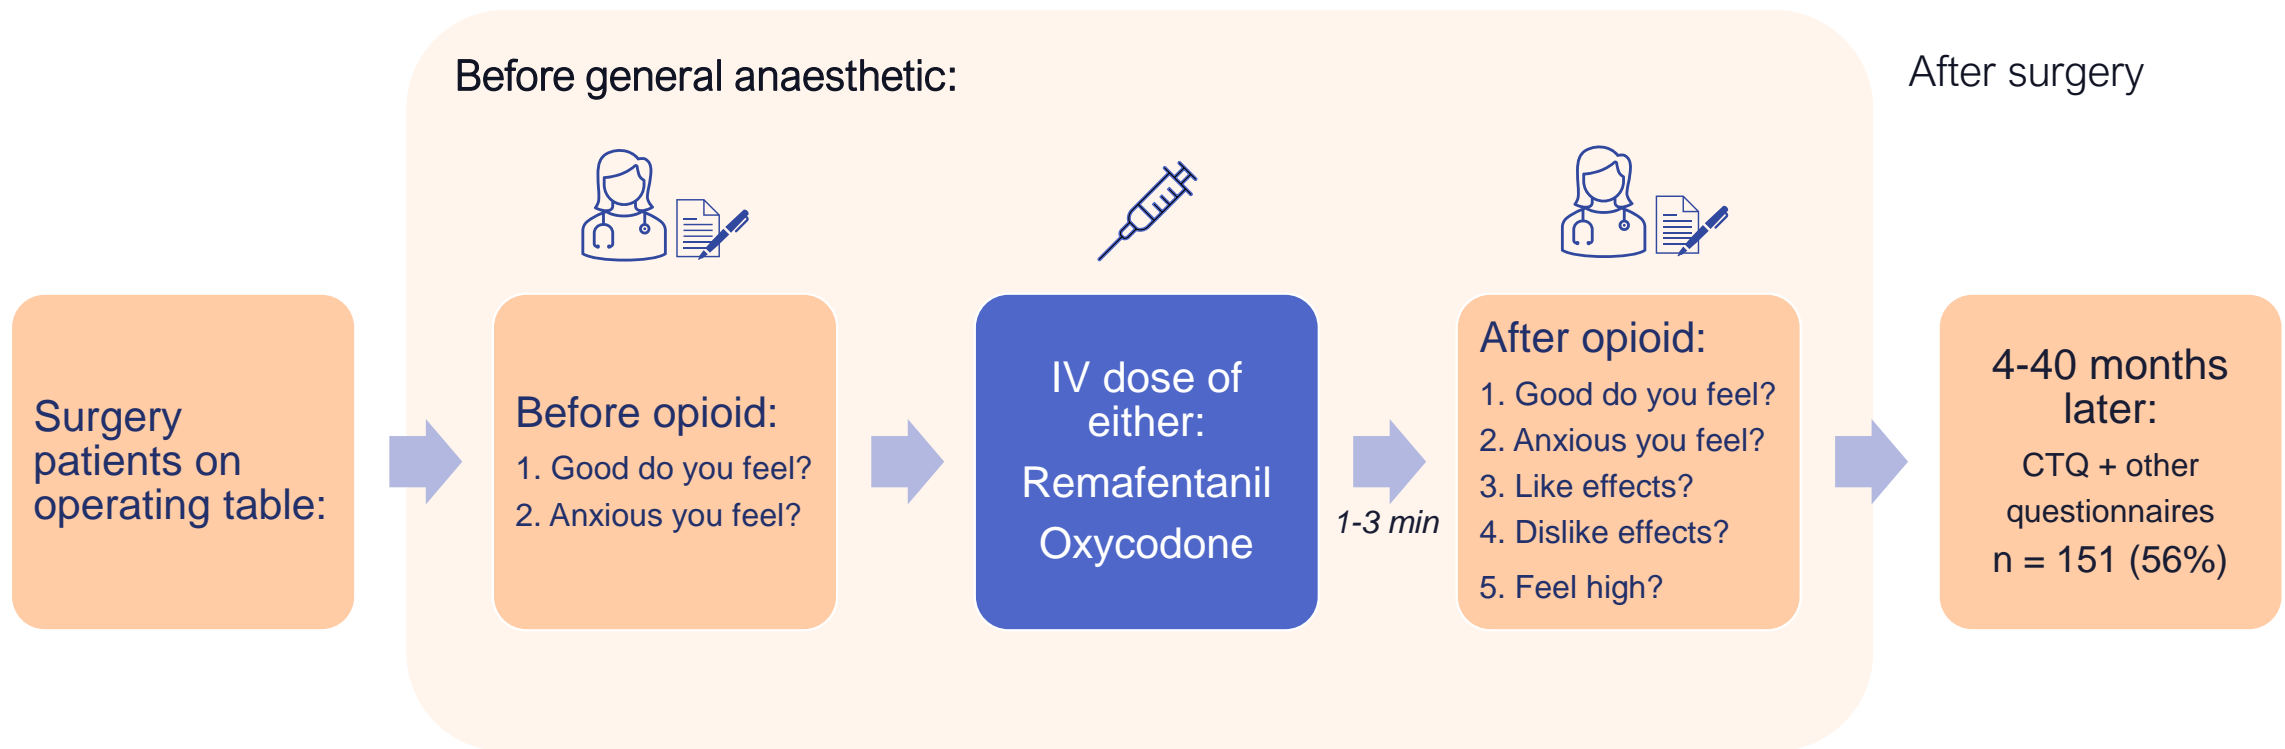 Before general anaesthetic:
After surgery
Surgery
patients on
operating table:
Before opioid:
1. Good do you feel?
2. Anxious you feel?
IV dose of
either:
Remafentanil
Oxycodone
1-3 min
After opioid:
1. Good do you feel?
2. Anxious you feel?
3. Like effects?
4. Dislike effects?
5. Feel high?
4-40 months
later:
CTQ + other
questionnaires
n = 151 (56%)